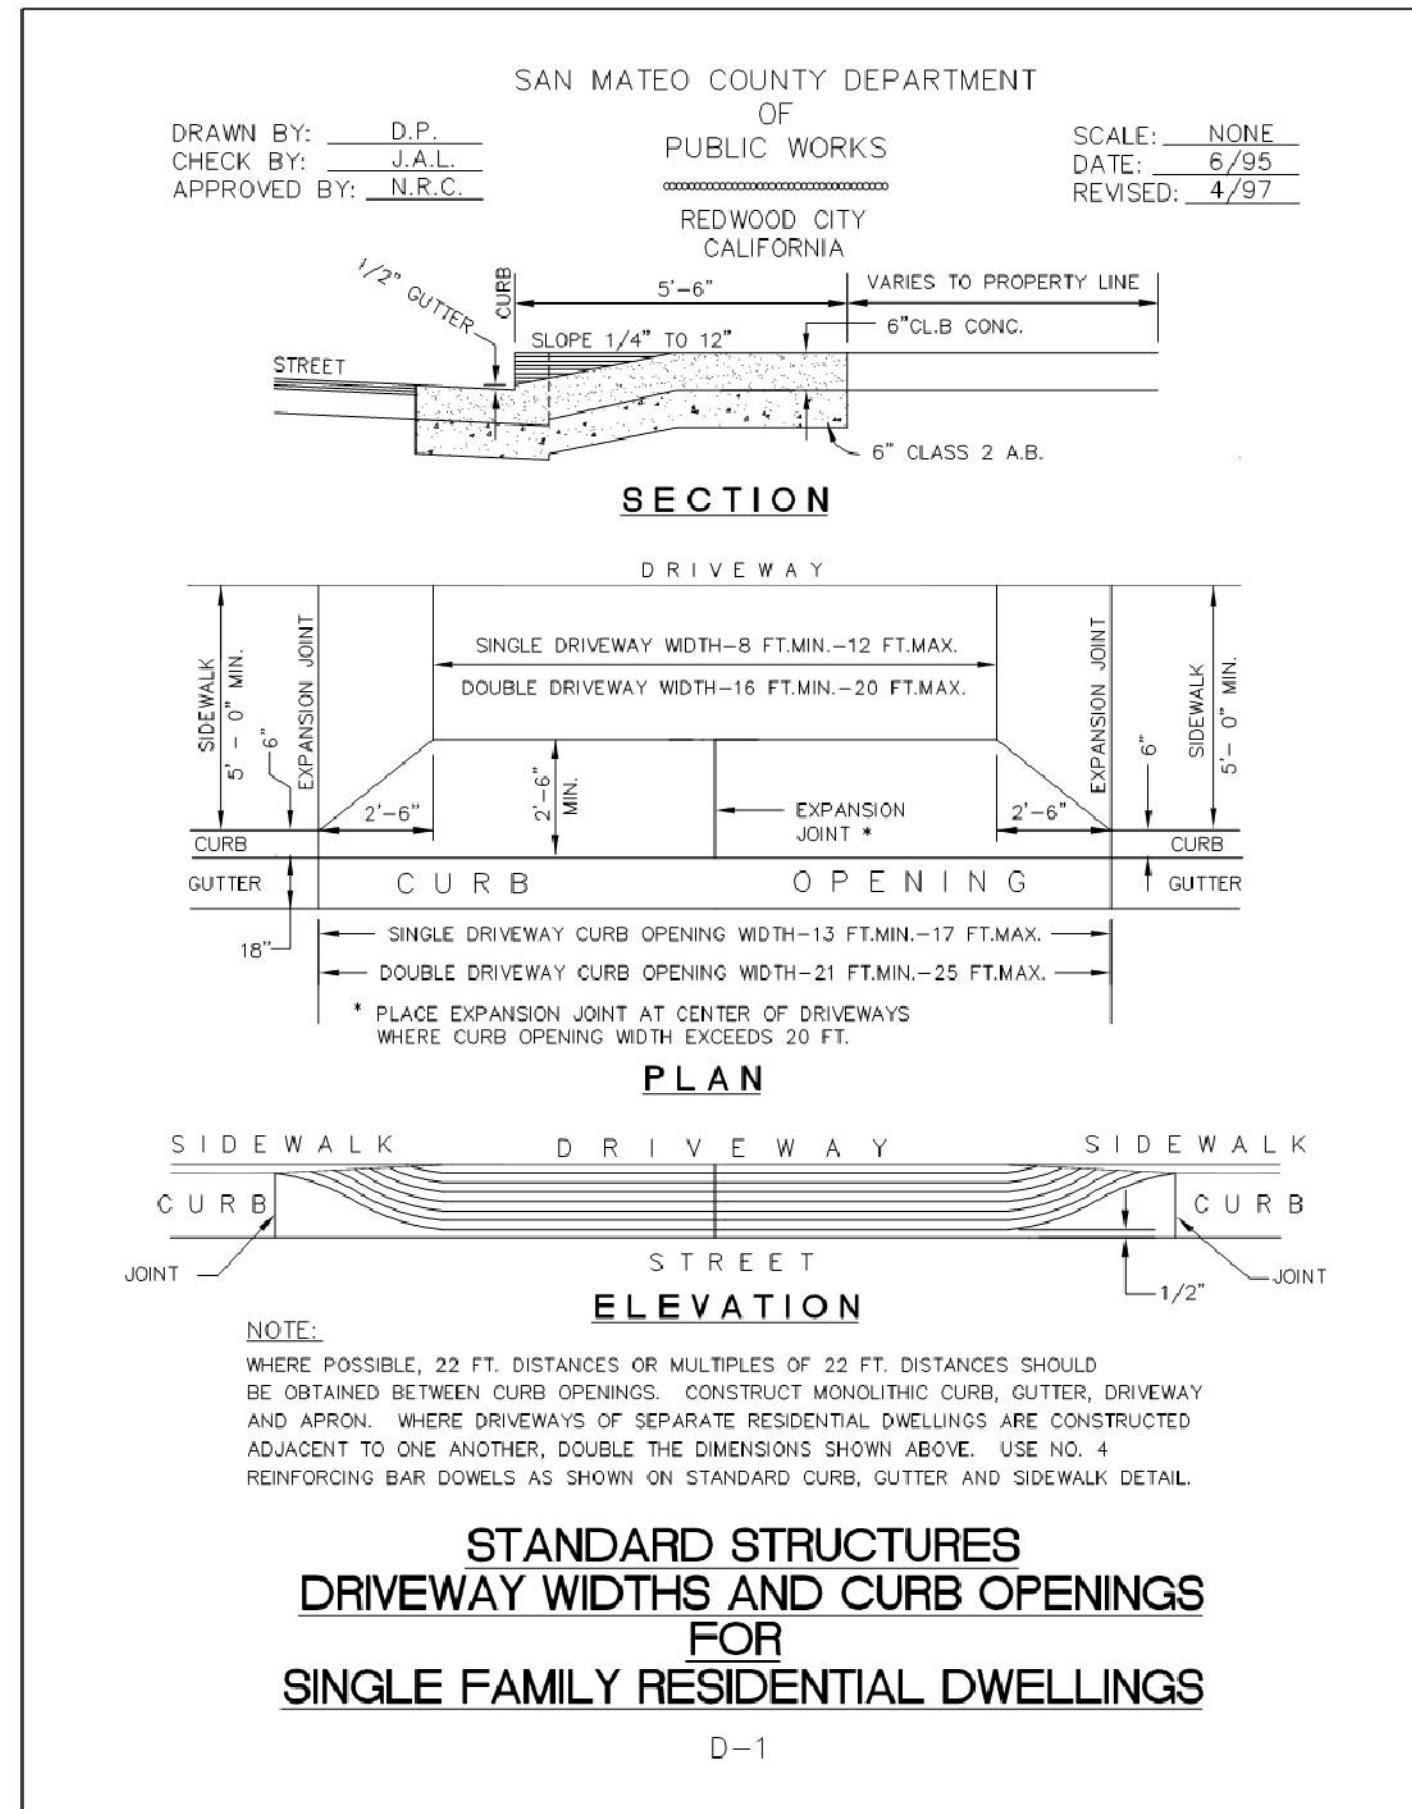 SAN MATEO COUNTY DEPARTMENT
OF
PUBLIC WORKS
REDWOOD CITY
CALIFORNIA
DRAWN BY: D.P.
CHECK BY: J.A.L.
APPROVED BY: N.R.C.
SCALE: NONE
DATE: 6/95
REVISED: 4/97
1/2" GUTTER
CURB
5'-6"
VARIES TO PROPERTY LINE
6"CL.B CONC.
SLOPE 1/4" TO 12"
STREET
6" CLASS 2 A.B.
SECTION
DRIVEWAY
SIDEWALK
5' - 0" MIN.
6"
EXPANSION JOINT
SINGLE DRIVEWAY WIDTH-8 FT.MIN.-12 FT.MAX.
DOUBLE DRIVEWAY WIDTH-16 FT.MIN.-20 FT.MAX.
EXPANSION JOINT
6"
SIDEWALK
5'- 0" MIN.
2'-6"
2'-6"
MIN.
EXPANSION
JOINT *
2'-6"
CURB
CURB
GUTTER
CURB OPENING
GUTTER
18"
SINGLE DRIVEWAY CURB OPENING WIDTH-13 FT.MIN.-17 FT.MAX.
DOUBLE DRIVEWAY CURB OPENING WIDTH-21 FT.MIN.-25 FT.MAX.
* PLACE EXPANSION JOINT AT CENTER OF DRIVEWAYS
WHERE CURB OPENING WIDTH EXCEEDS 20 FT.
PLAN
SIDEWALK DRIVEWAY SIDEWALK
CURB CURB
STREET
JOINT
1/2"
JOINT
ELEVATION
NOTE:
WHERE POSSIBLE, 22 FT. DISTANCES OR MULTIPLES OF 22 FT. DISTANCES SHOULD
BE OBTAINED BETWEEN CURB OPENINGS. CONSTRUCT MONOLITHIC CURB, GUTTER, DRIVEWAY
AND APRON. WHERE DRIVEWAYS OF SEPARATE RESIDENTIAL DWELLINGS ARE CONSTRUCTED
ADJACENT TO ONE ANOTHER, DOUBLE THE DIMENSIONS SHOWN ABOVE. USE NO. 4
REINFORCING BAR DOWELS AS SHOWN ON STANDARD CURB, GUTTER AND SIDEWALK DETAIL.
STANDARD STRUCTURES
DRIVEWAY WIDTHS AND CURB OPENINGS
FOR
SINGLE FAMILY RESIDENTIAL DWELLINGS
D-1